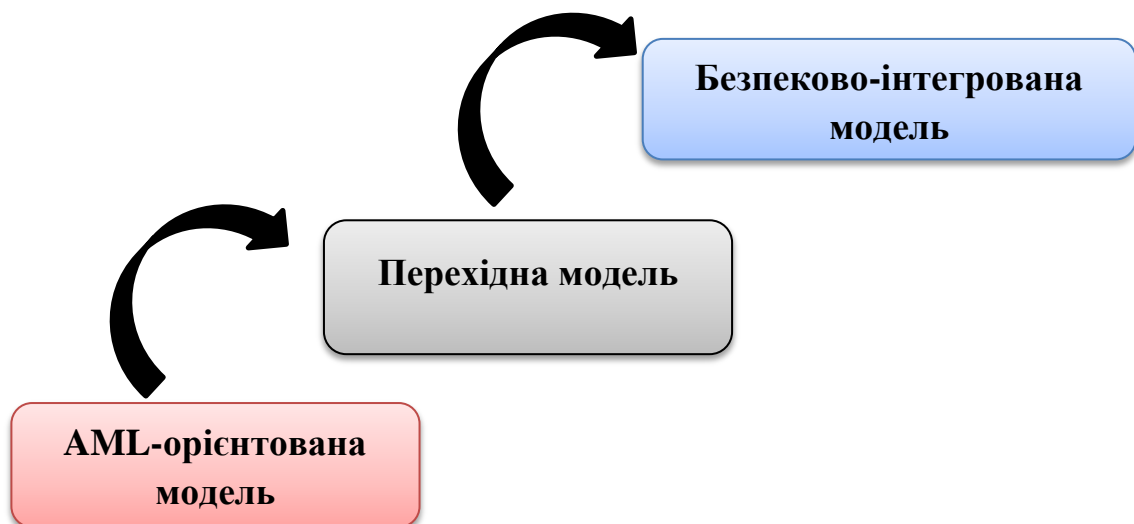 Безпеково-інтегрована
модель
Перехідна модель
AML-орієнтована
модель